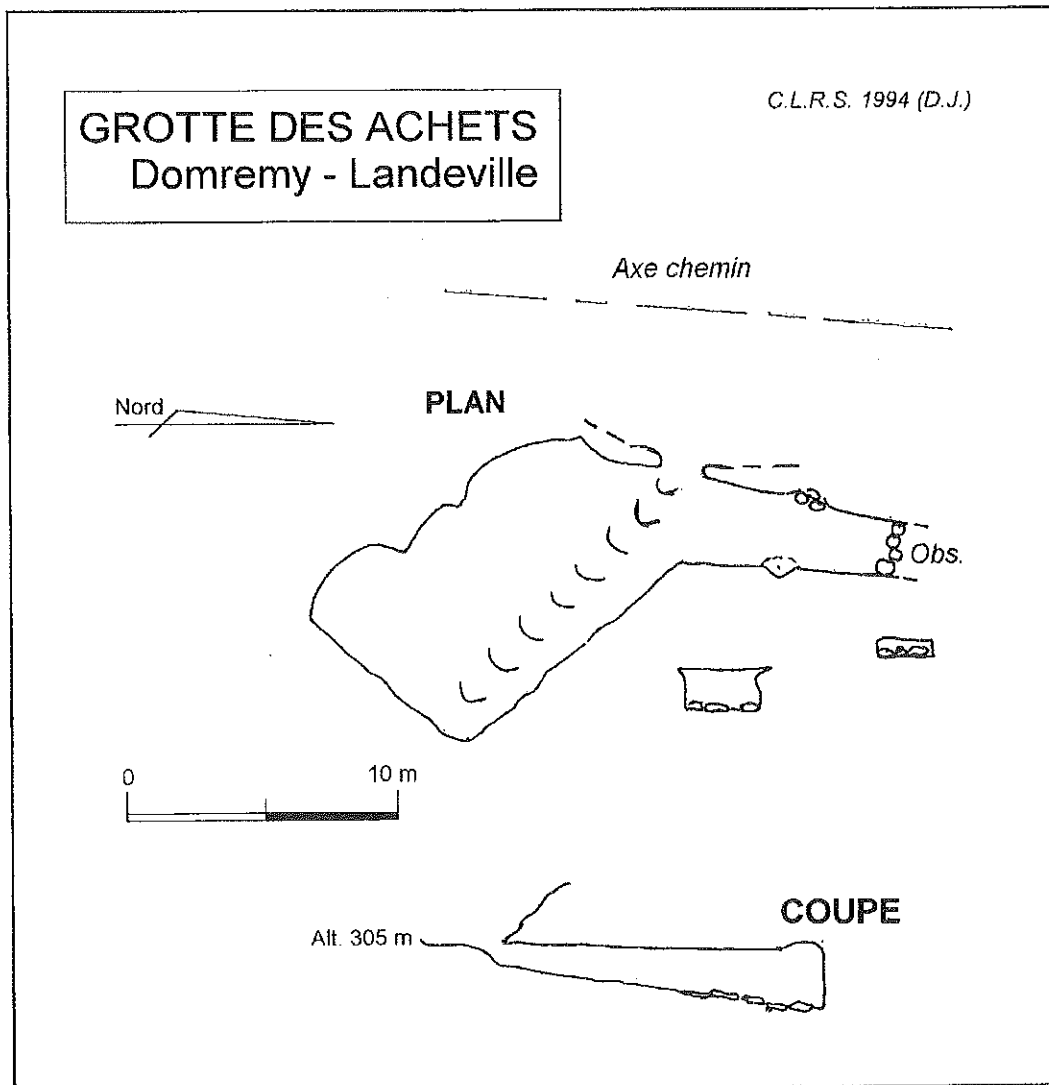 C.L.R.S. 1994 (D.J.)
GROTTE DES ACHETS
Domremy - Landeville
Axe chemin
Nord
PLAN
Obs.
0 10 m
COUPE
Alt. 305 m